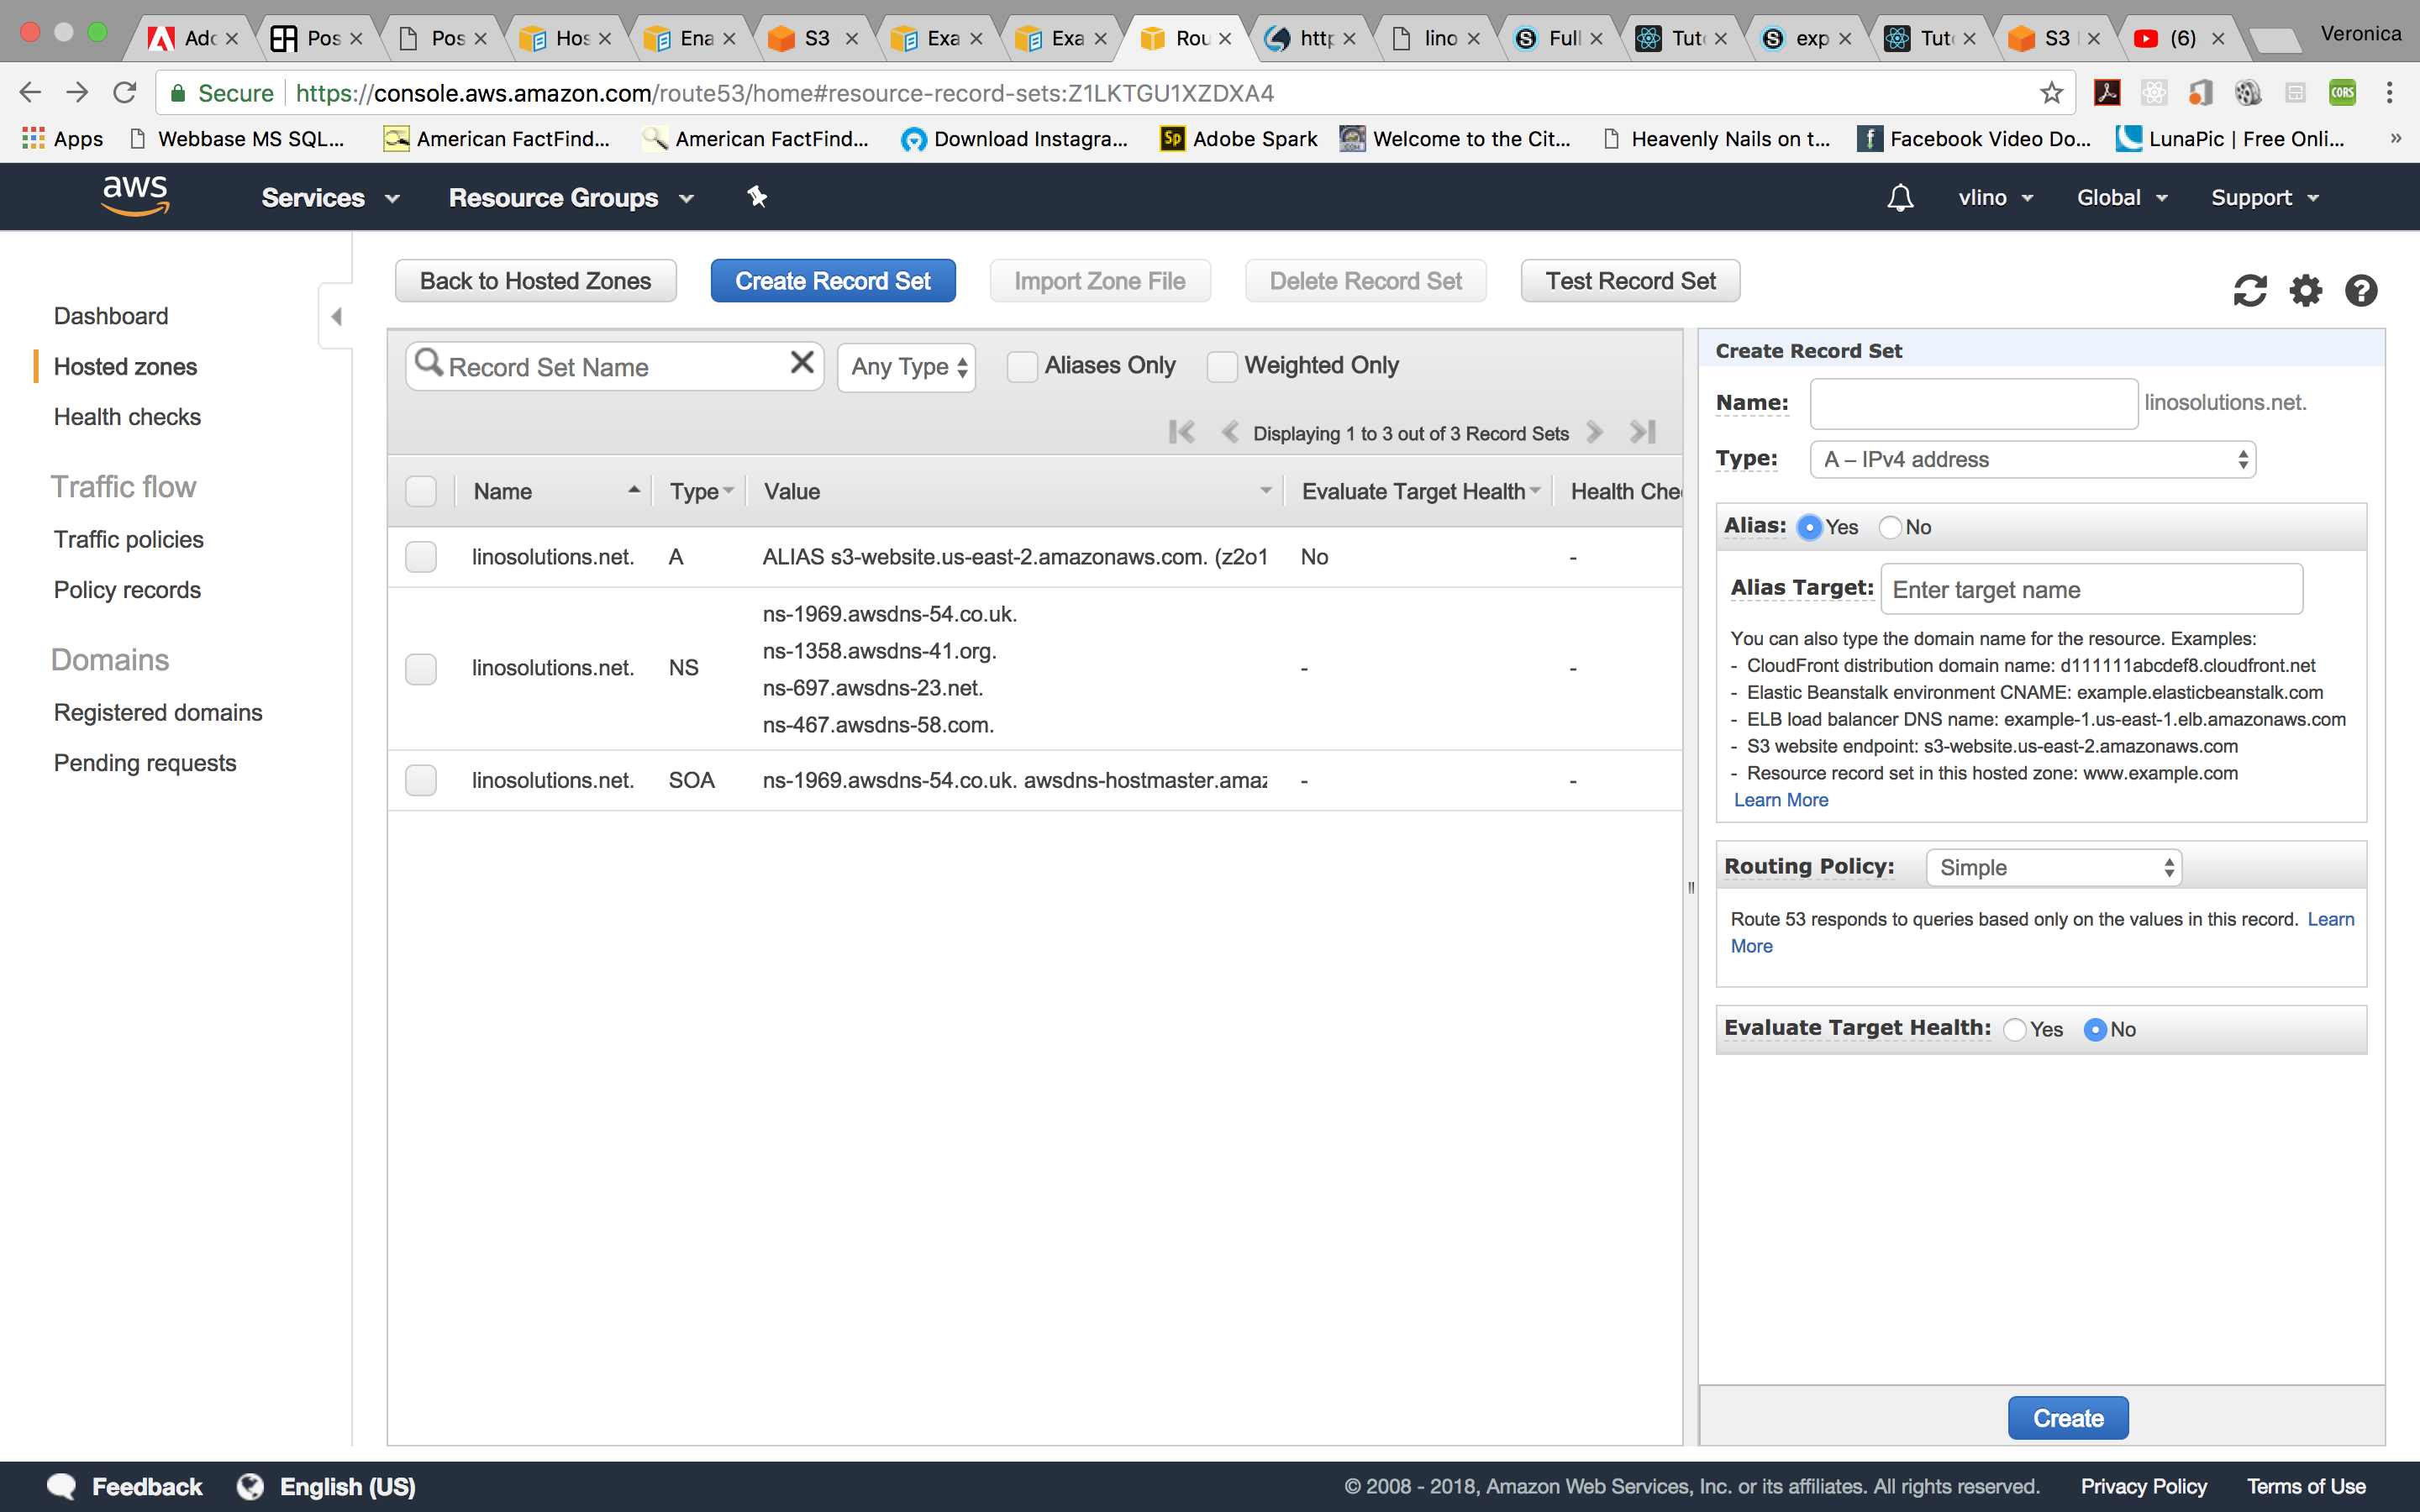 Adc Pos Pos Hos Ena S3 Exa Exa Rou http lino Full Tuto exp Tuto S3 (6) Veronica
Secure https://console.aws.amazon.com/route53/home#resource-record-sets:Z1LKTGU1XZDXA4 CORS
Apps Webbase MS SQL... American FactFind... American FactFind... Download Instagra... Sp Adobe Spark Welcome to the Cit... Heavenly Nails on t... Facebook Video Do... LunaPic | Free Onli... »
aws Services Resource Groups vlino Global Support
Back to Hosted Zones Create Record Set Import Zone File Delete Record Set Test Record Set
Dashboard
Hosted zones
Health checks
Traffic flow
Traffic policies
Policy records
Domains
Registered domains
Pending requests
Record Set Name Any Type Aliases Only Weighted Only
Displaying 1 to 3 out of 3 Record Sets
Name Type Value Evaluate Target Health Health Che
linosolutions.net. A ALIAS s3-website.us-east-2.amazonaws.com. (z2o1 No -
linosolutions.net. NS ns-1969.awsdns-54.co.uk. - -
ns-1358.awsdns-41.org.
ns-697.awsdns-23.net.
ns-467.awsdns-58.com.
linosolutions.net. SOA ns-1969.awsdns-54.co.uk. awsdns-hostmaster.amaz - -
Create Record Set
Name: linosolutions.net.
Type: A – IPv4 address
Alias: Yes No
Alias Target: Enter target name
You can also type the domain name for the resource. Examples:
- CloudFront distribution domain name: d111111abcdef8.cloudfront.net
- Elastic Beanstalk environment CNAME: example.elasticbeanstalk.com
- ELB load balancer DNS name: example-1.us-east-1.elb.amazonaws.com
- S3 website endpoint: s3-website.us-east-2.amazonaws.com
- Resource record set in this hosted zone: www.example.com
Learn More
Routing Policy: Simple
Route 53 responds to queries based only on the values in this record. Learn
More
Evaluate Target Health: Yes No
Create
Feedback English (US) © 2008 - 2018, Amazon Web Services, Inc. or its affiliates. All rights reserved. Privacy Policy Terms of Use